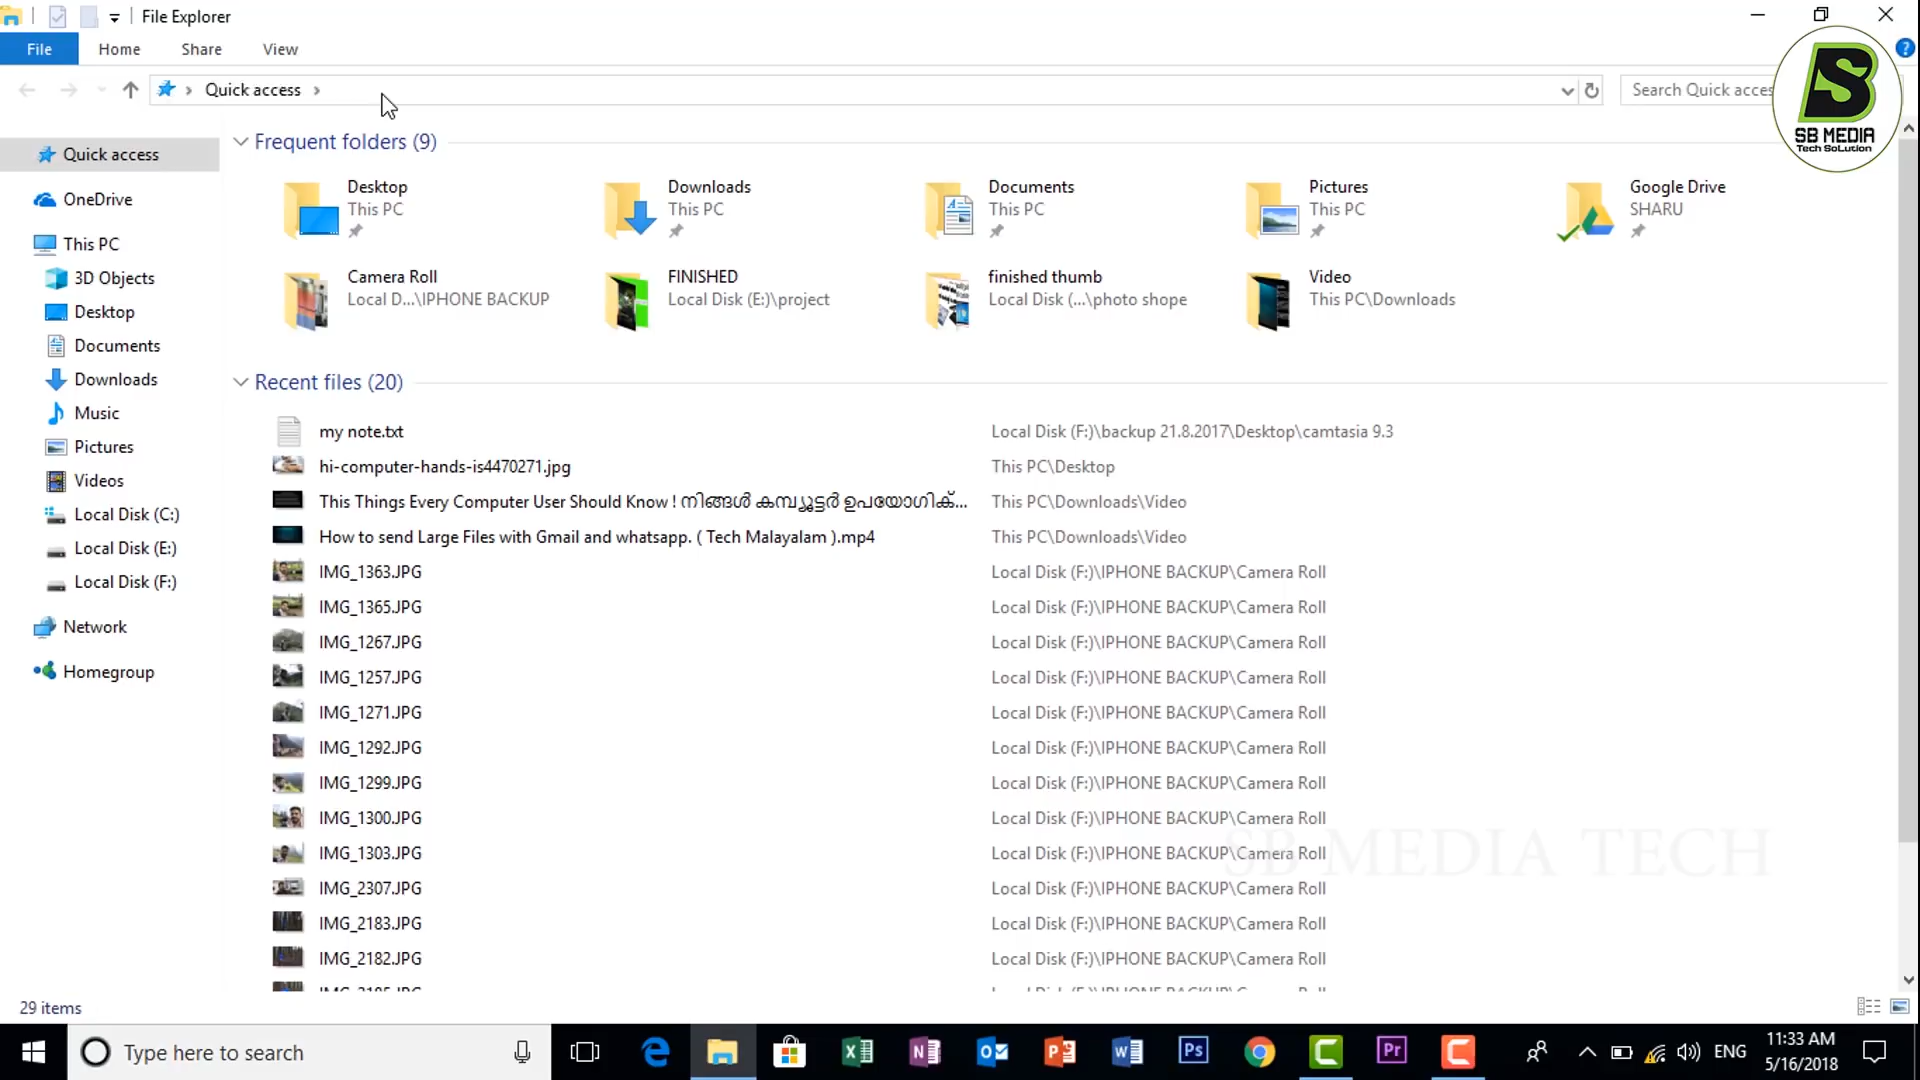 File Explorer
File Home Share View
Quick access
Search Quick acces
SB MEDIA
Tech SoLution
Quick access
OneDrive
This PC
3D Objects
Desktop
Documents
Downloads
Music
Pictures
Videos
Local Disk (C:)
Local Disk (E:)
Local Disk (F:)
Network
Homegroup
Frequent folders (9)
Desktop
This PC
Downloads
This PC
Documents
This PC
Pictures
This PC
Google Drive
SHARU
Camera Roll
Local D...\IPHONE BACKUP
FINISHED
Local Disk (E:)\project
finished thumb
Local Disk (...\photo shope
Video
This PC\Downloads
Recent files (20)
my note.txt Local Disk (F:)\backup 21.8.2017\Desktop\camtasia 9.3
hi-computer-hands-is4470271.jpg This PC\Desktop
This Things Every Computer User Should Know ! നിങ്ങൾ കമ്പ്യൂട്ടർ ഉപയോഗിക്... This PC\Downloads\Video
How to send Large Files with Gmail and whatsapp. ( Tech Malayalam ).mp4 This PC\Downloads\Video
IMG_1363.JPG Local Disk (F:)\IPHONE BACKUP\Camera Roll
IMG_1365.JPG Local Disk (F:)\IPHONE BACKUP\Camera Roll
IMG_1267.JPG Local Disk (F:)\IPHONE BACKUP\Camera Roll
IMG_1257.JPG Local Disk (F:)\IPHONE BACKUP\Camera Roll
IMG_1271.JPG Local Disk (F:)\IPHONE BACKUP\Camera Roll
IMG_1292.JPG Local Disk (F:)\IPHONE BACKUP\Camera Roll
IMG_1299.JPG Local Disk (F:)\IPHONE BACKUP\Camera Roll
IMG_1300.JPG Local Disk (F:)\IPHONE BACKUP\Camera Roll
IMG_1303.JPG Local Disk (F:)\IPHONE BACKUP\Camera Roll
IMG_2307.JPG Local Disk (F:)\IPHONE BACKUP\Camera Roll
IMG_2183.JPG Local Disk (F:)\IPHONE BACKUP\Camera Roll
IMG_2182.JPG Local Disk (F:)\IPHONE BACKUP\Camera Roll
SB MEDIA TECH
29 items
Type here to search
ENG
11:33 AM
5/16/2018